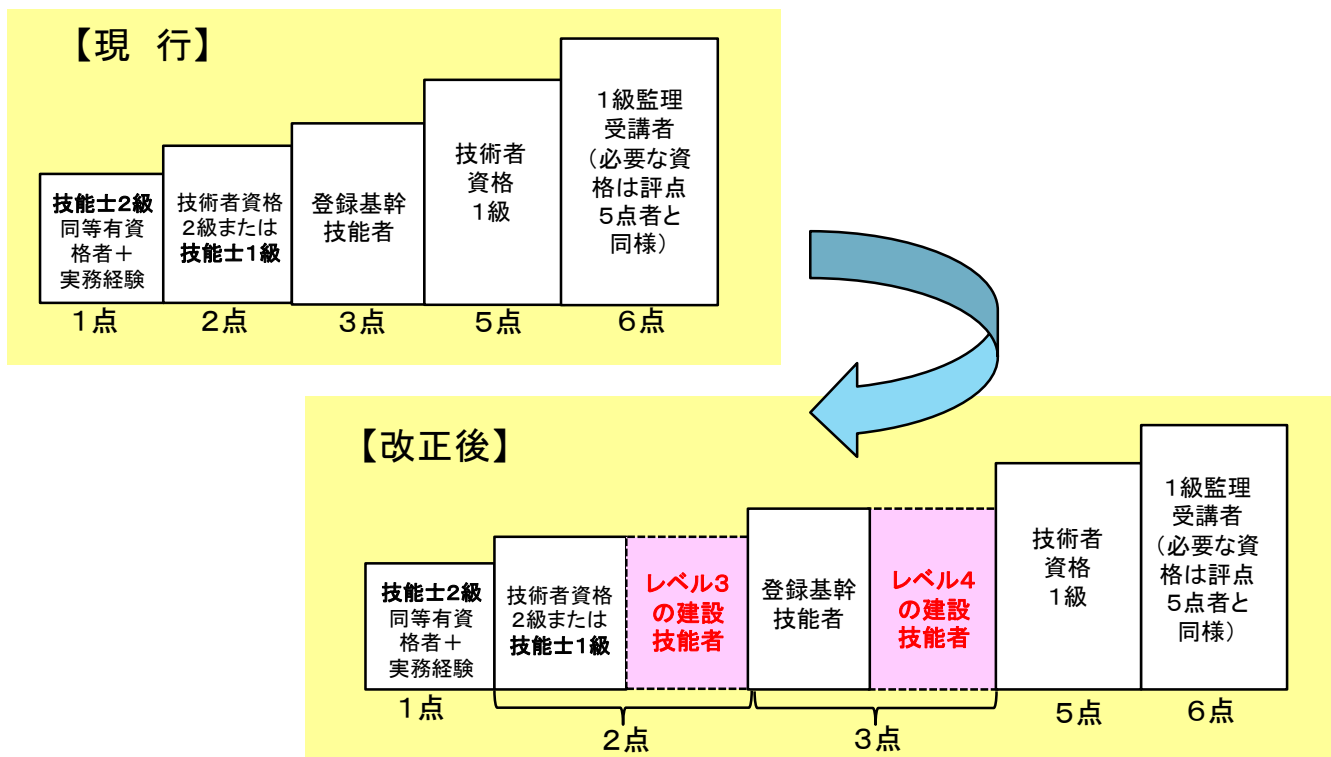 【現　行】
技能士2級
同等有資
格者＋
実務経験
技術者資格
2級または
技能士1級
登録基幹
技能者
技術者
資格
1級
1級監理
受講者
（必要な資
格は評点
5点者と
同様）
1点
2点
3点
5点
6点
【改正後】
技能士2級
同等有資
格者＋
実務経験
技術者資格
2級または
技能士1級
レベル3
の建設
技能者
登録基幹
技能者
レベル4
の建設
技能者
技術者
資格
1級
1級監理
受講者
（必要な資
格は評点
5点者と
同様）
1点
2点
3点
5点
6点